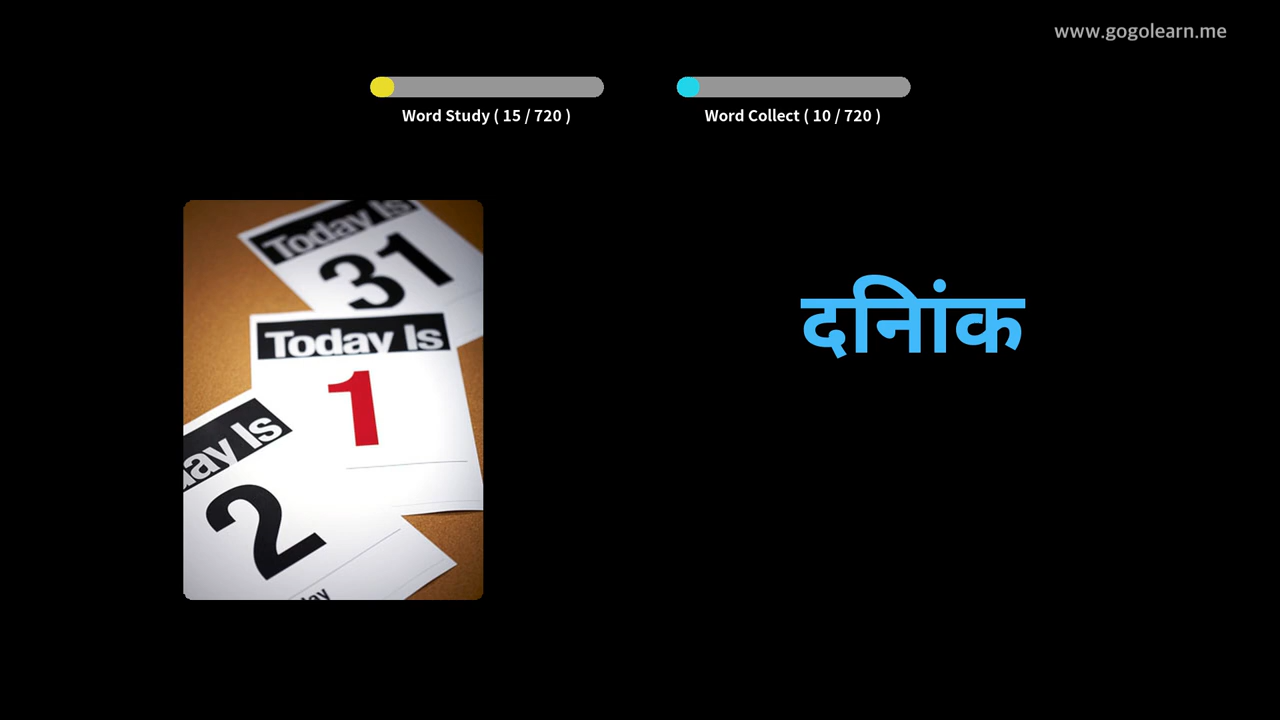 www.gogolearn.me
Word Study ( 15 / 720 )
Word Collect ( 10 / 720 )
Today Is
31
Today Is
1
ay Is
2
दनिांक